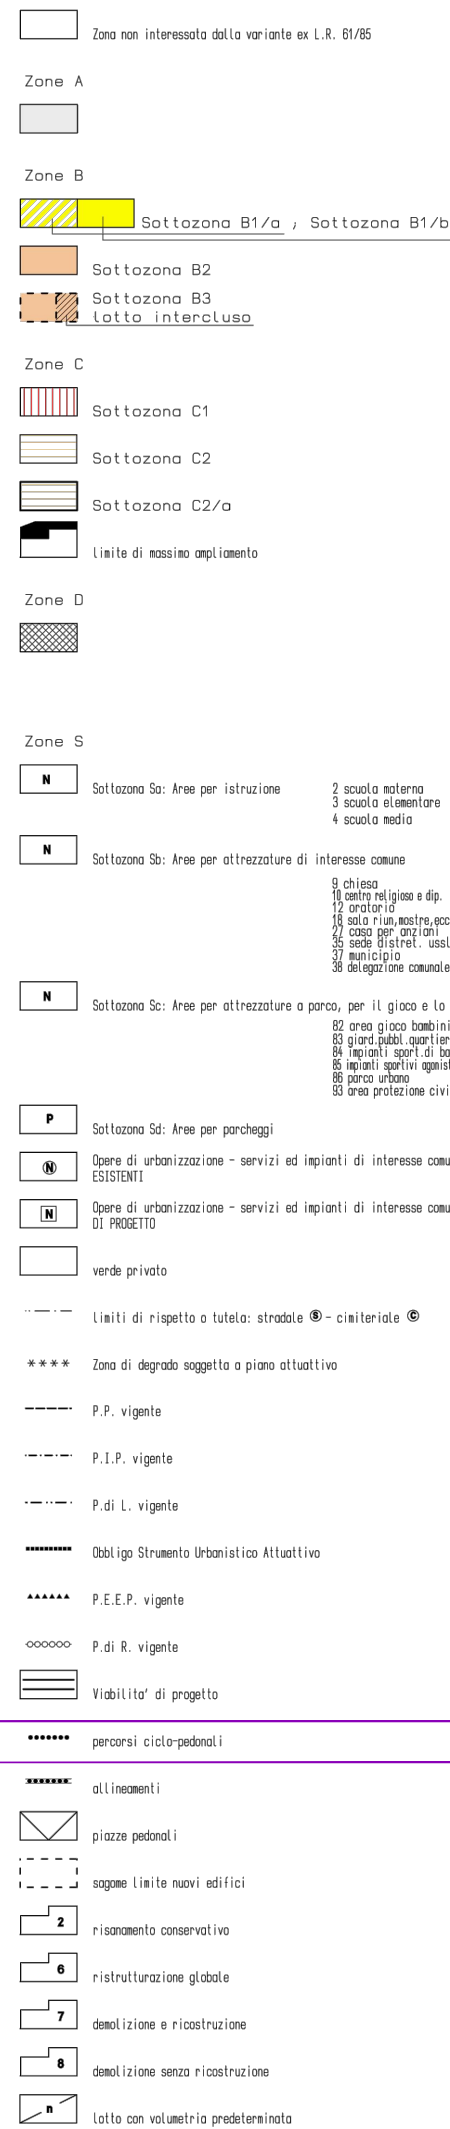 Zona non interessata dalla variante ex L.R. 61/85
Zone A
Zone B
Sottozona B1/a ; Sottozona B1/b
Sottozona B2
Sottozona B3
lotto intercluso
Zone C
Sottozona C1
Sottozona C2
Sottozona C2/a
limite di massimo ampliamento
Zone D
Zone S
N
Sottozona Sa: Aree per istruzione
2 scuola materna
3 scuola elementare
4 scuola media
N
Sottozona Sb: Aree per attrezzature di interesse comune
9 chiesa
10 centro religioso e dip.
12 oratorio
18 sala riun,mostre,ecc
27 casa per anziani
35 sede distret. ussl
37 municipio
38 delegazione comunale
N
Sottozona Sc: Aree per attrezzature a parco, per il gioco e lo
82 area gioco bambini
83 giard.pubbl.quartier
84 impianti sport.di ba
85 impianti sportivi agonist
86 parco urbano
93 area protezione civi
P
Sottozona Sd: Aree per parcheggi
N
Opere di urbanizzazione - servizi ed impianti di interesse comu
ESISTENTI
N
Opere di urbanizzazione - servizi ed impianti di interesse comu
DI PROGETTO
verde privato
limiti di rispetto o tutela: stradale S - cimiteriale C
Zona di degrado soggetta a piano attuattivo
P.P. vigente
P.I.P. vigente
P.di L. vigente
Obbligo Strumento Urbanistico Attuattivo
P.E.E.P. vigente
P.di R. vigente
Viabilita' di progetto
percorsi ciclo-pedonali
allineamenti
piazze pedonali
sagome limite nuovi edifici
2
risanamento conservativo
6
ristrutturazione globale
7
demolizione e ricostruzione
8
demolizione senza ricostruzione
n
lotto con volumetria predeterminata